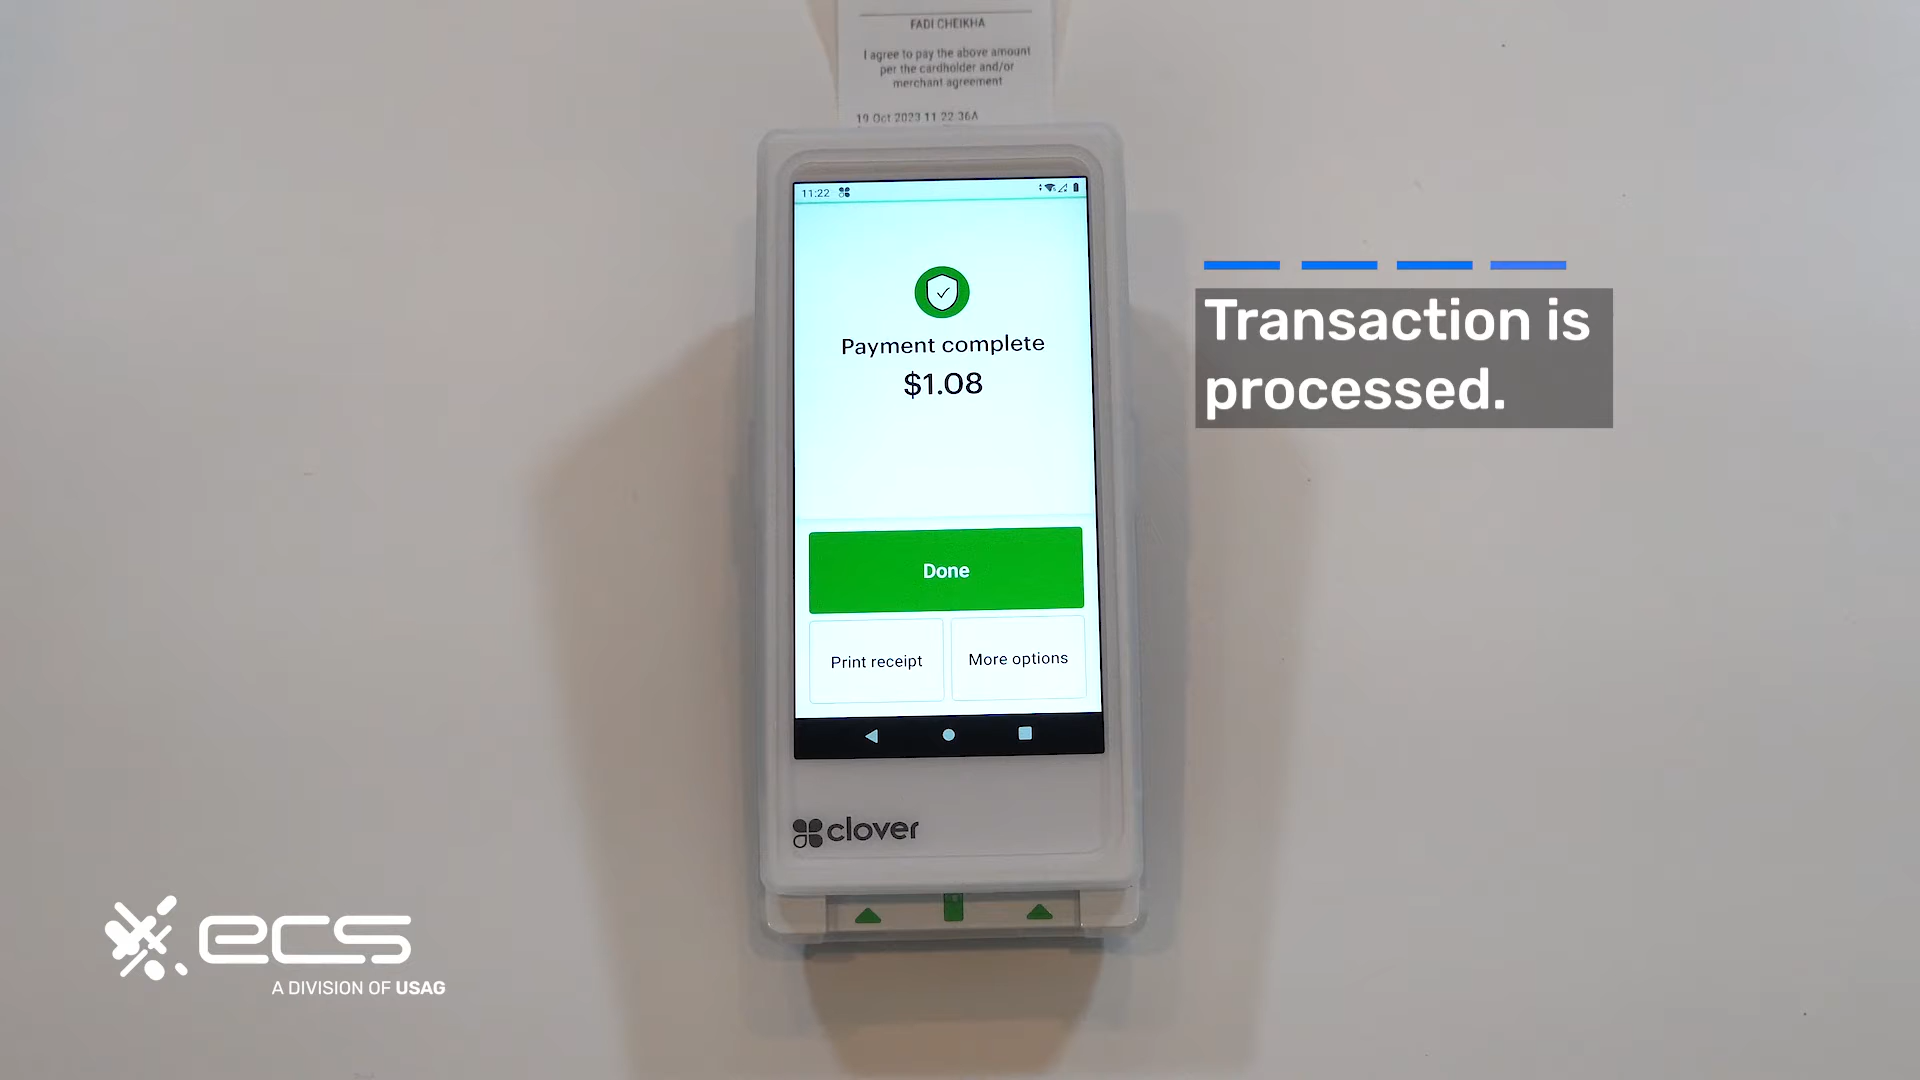 FADI CHEIKHA
I agree to pay the above amount
per the cardholder and/or
merchant agreement
19 Oct 2023 11 22 36A
11:22
Payment complete
$1.08
Done
Print receipt
More options
clover
Transaction is
processed.
ecs
A DIVISION OF USAG